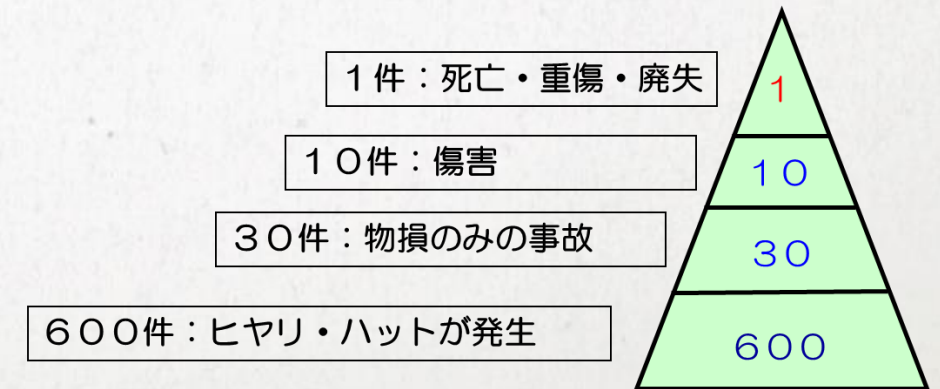 １件：死亡・重傷・廃失
１
１０件：傷害
１０
３０件：物損のみの事故
３０
６００件：ヒヤリ・ハットが発生
６００